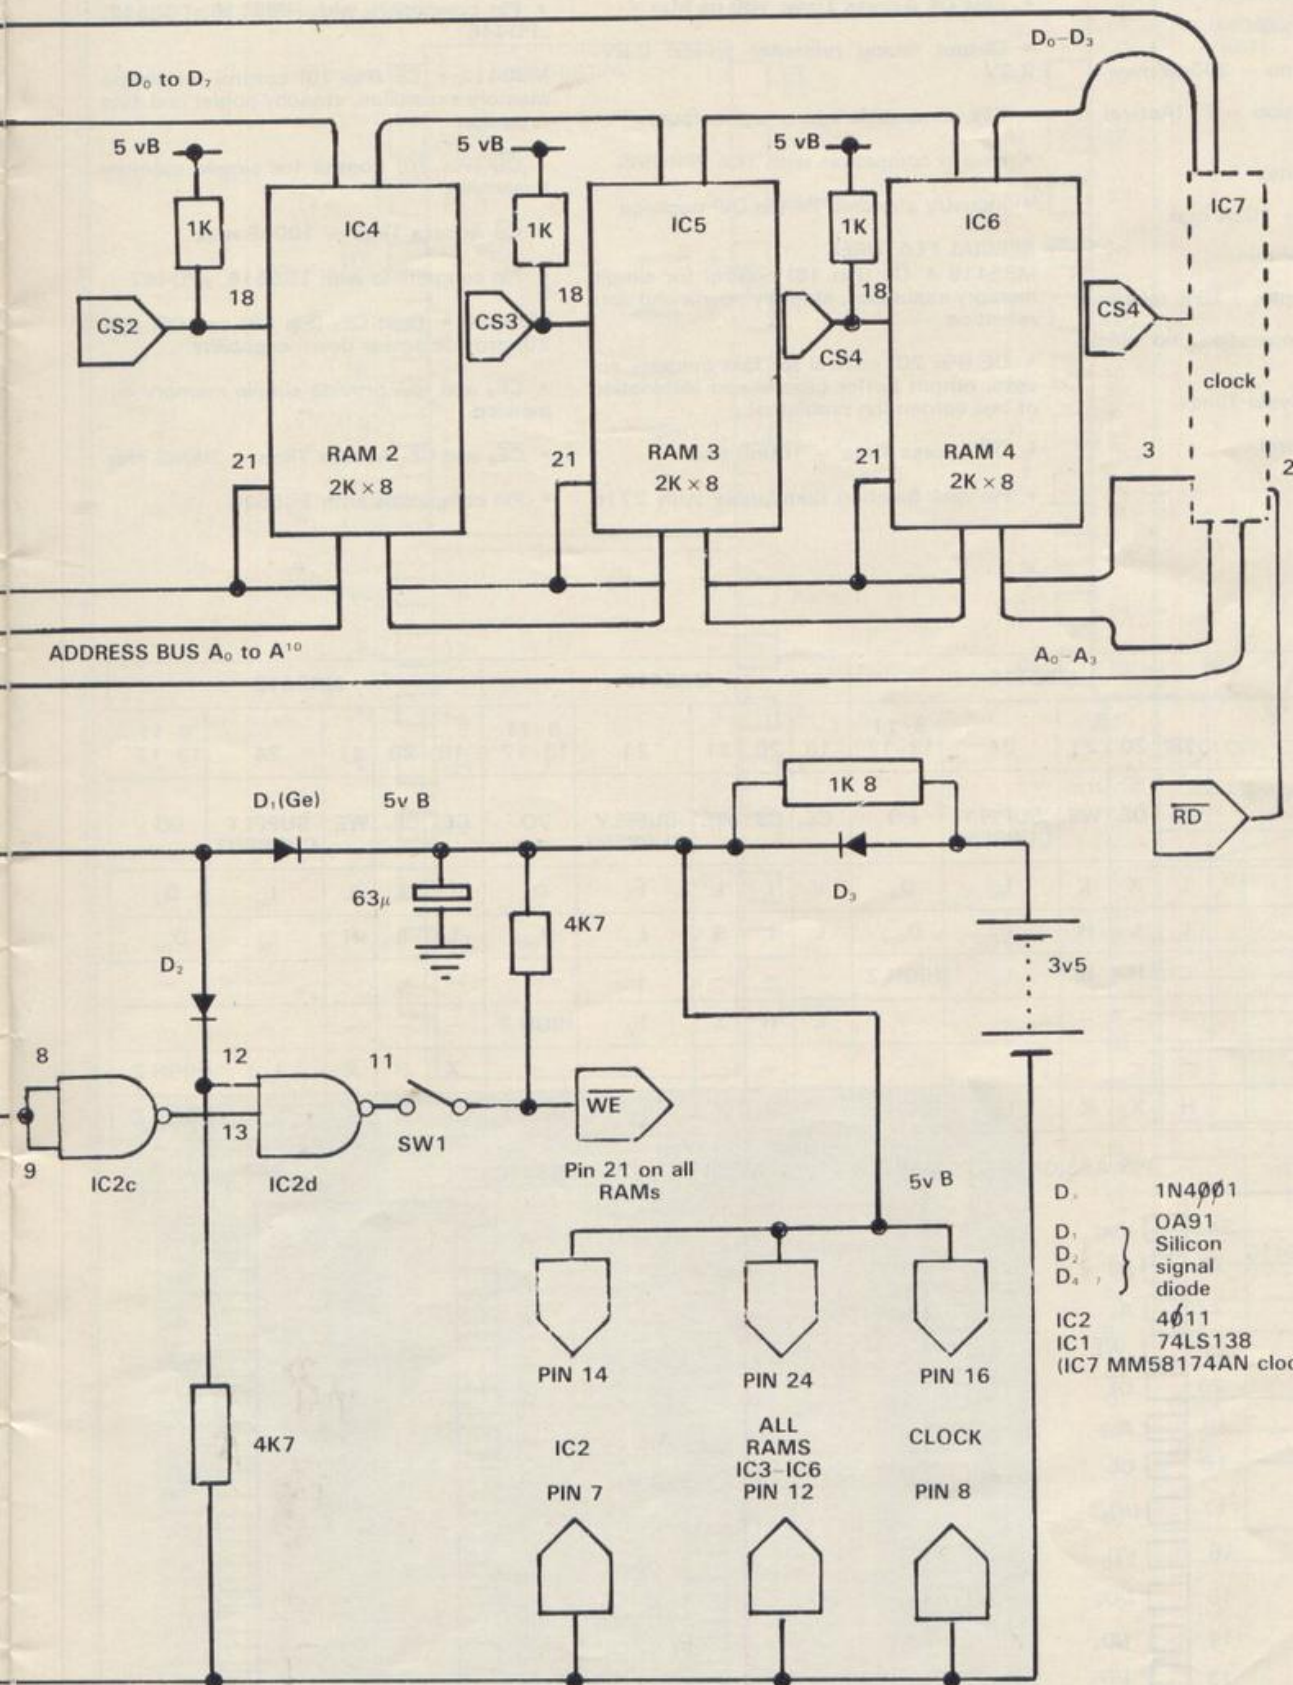 D₀–D₃
D₀ to D₇
5 vB
5 vB
5 vB
1K
IC4
1K
IC5
1K
IC6
IC7
18
18
18
CS2
CS3
CS4
CS4
clock
21
RAM 2
2K × 8
21
RAM 3
2K × 8
21
RAM 4
2K × 8
3
2
ADDRESS BUS A₀ to A¹⁰
A₀–A₃
D₁(Ge)
5v B
1K 8
RD
63μ
4K7
D₃
D₂
3v5
8
12
11
WE
13
SW1
9
IC2c
IC2d
Pin 21 on all
RAMs
5v B
D
1N4001
D₁
D₂
D₄ ₇
OA91
Silicon
signal
diode
IC2 4011
IC1 74LS138
(IC7 MM58174AN
PIN 14
PIN 24
PIN 16
4K7
IC2
ALL
RAMS
IC3–IC6
CLOCK
PIN 7
PIN 12
PIN 8